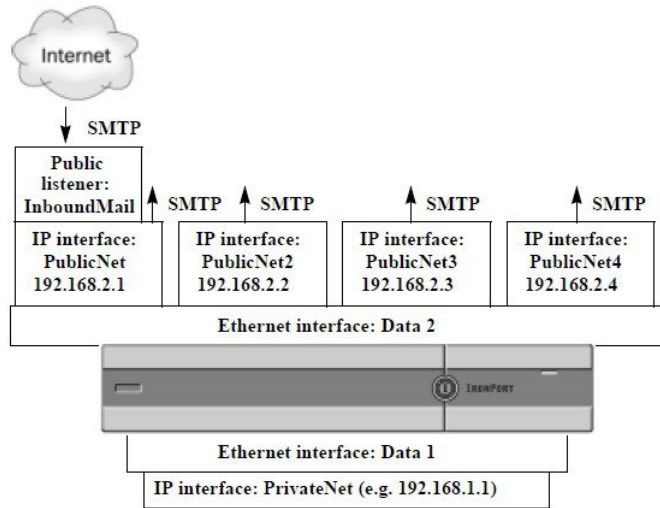 Internet
SMTP
Public
listener:
InboundMail
SMTP
SMTP
SMTP
SMTP
IP interface:
PublicNet
192.168.2.1
IP interface:
PublicNet2
192.168.2.2
IP interface:
PublicNet3
192.168.2.3
IP interface:
PublicNet4
192.168.2.4
Ethernet interface: Data 2
IRONPORT
Ethernet interface: Data 1
IP interface: PrivateNet (e.g. 192.168.1.1)